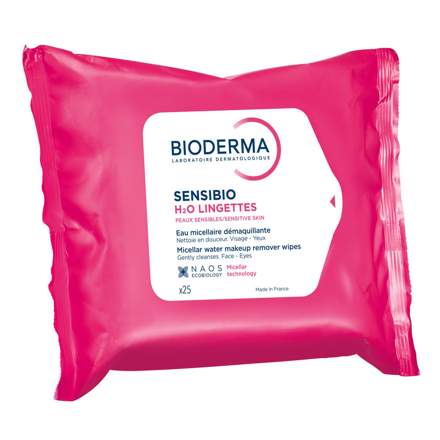 BIODERMA
LABORATOIRE DERMATOLOGIQUE
SENSIBIO
H2O LINGETTES
PEAUX SENSIBLES/SENSITIVE SKIN
Eau micellaire démaquillante
Nettoie en douceur. Visage - Yeux
Micellar water makeup remover wipes
Gently cleanses. Face - Eyes
NAOS Micellar
ECOBIOLOGY technology
x25 Made in France